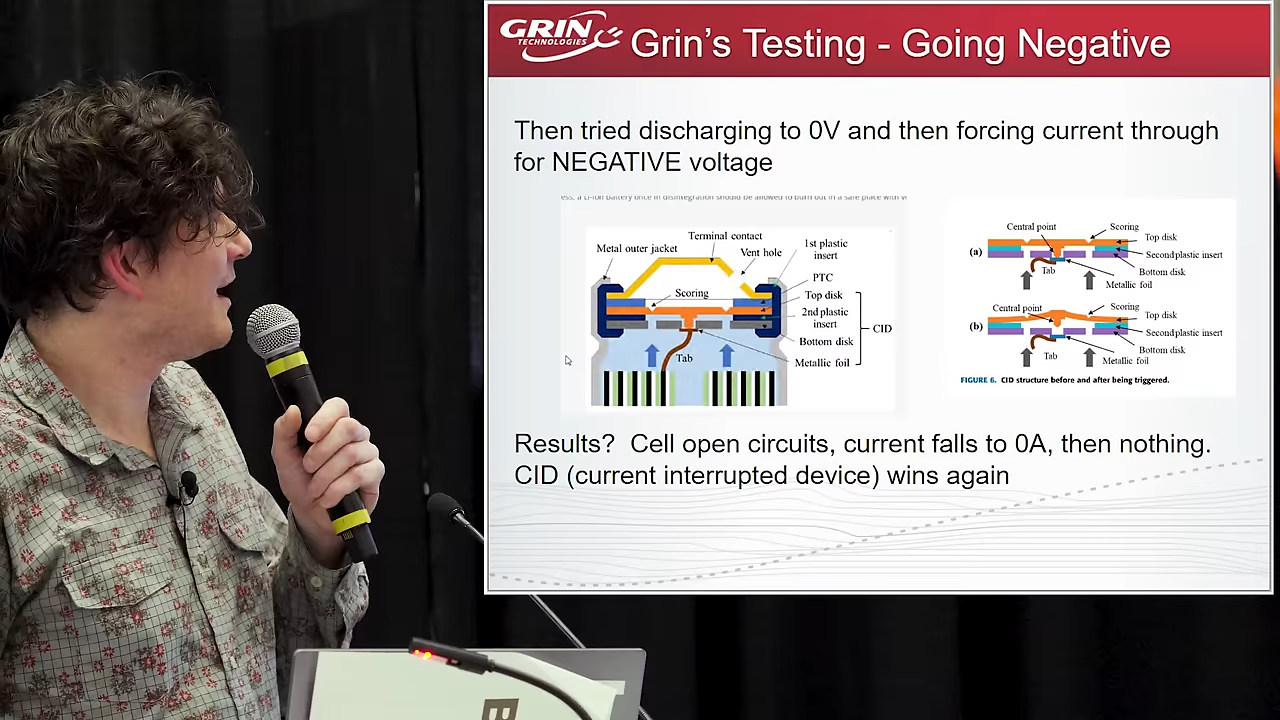 GRIN
TECHNOLOGIES
Grin's Testing - Going Negative
Then tried discharging to 0V and then forcing current through
for NEGATIVE voltage
ess, a Li-ion battery once in disintegration should be allowed to burn out in a safe place with v
Terminal contact
Metal outer jacket
Vent hole
1st plastic
insert
PTC
Scoring
Top disk
2nd plastic
insert
CID
Bottom disk
Metallic foil
Tab
Central point
Scoring
Top disk
(a)
Second plastic insert
Tab
Bottom disk
Metallic foil
Central point
Scoring
Top disk
(b)
Second plastic insert
Tab
Bottom disk
Metallic foil
FIGURE 6. CID structure before and after being triggered.
Results? Cell open circuits, current falls to 0A, then nothing.
CID (current interrupted device) wins again